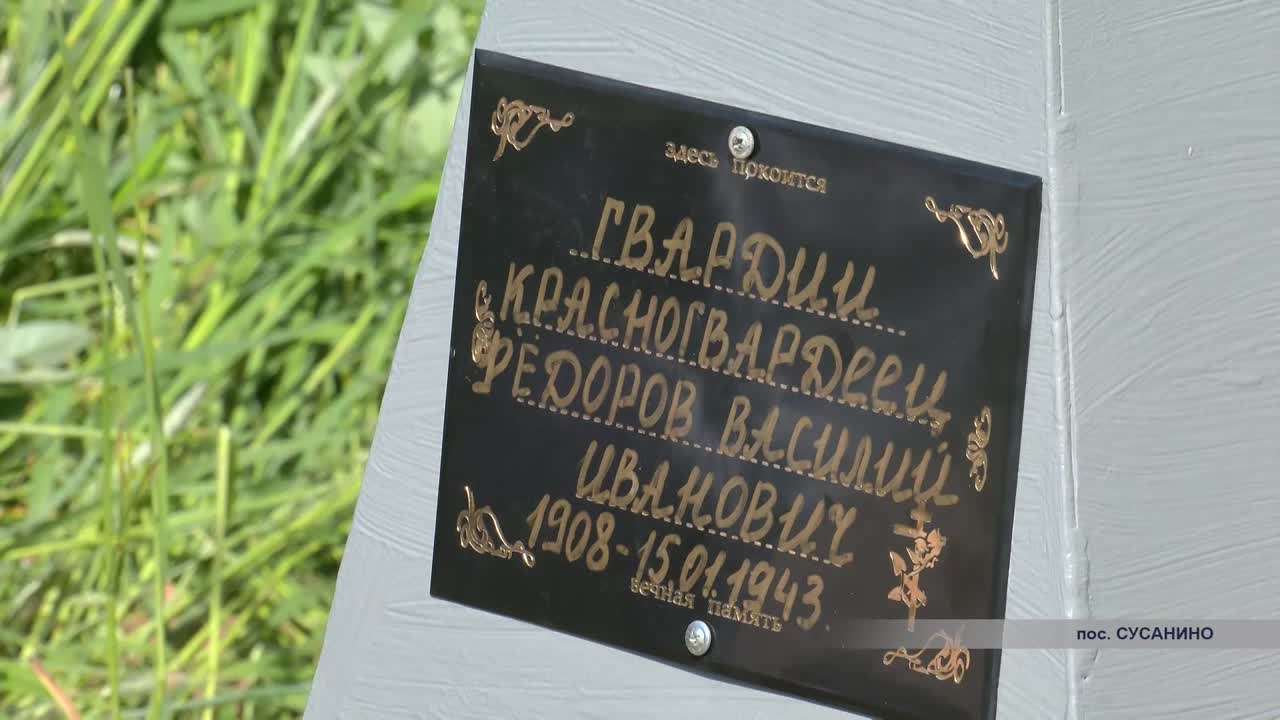 здесь покоится
ГВАРДИИ
КРАСНОГВАРДЕЕЦ
ФЁДОРОВ ВАСИЛИЙ
ИВАНОВИЧ
1908-15.01.1943.
вечная память
пос. СУСАНИНО